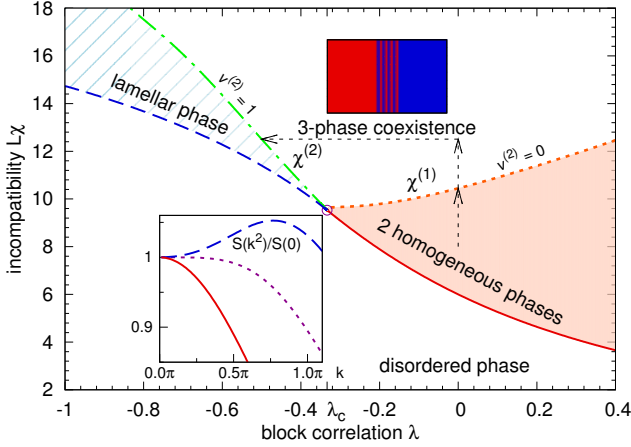 18
16
14
12
10
8
6
4
2
incompatibility Lχ
lamellar phase
v(2)=1
3-phase coexistence
χ(2)
χ(1)
v(2)=0
2 homogeneous phases
disordered phase
S(k²)/S(0)
1
0.9
0.0π 0.5π 1.0π k
-1 -0.8 -0.6 -0.4 λc -0.2 0 0.2 0.4
block correlation λ